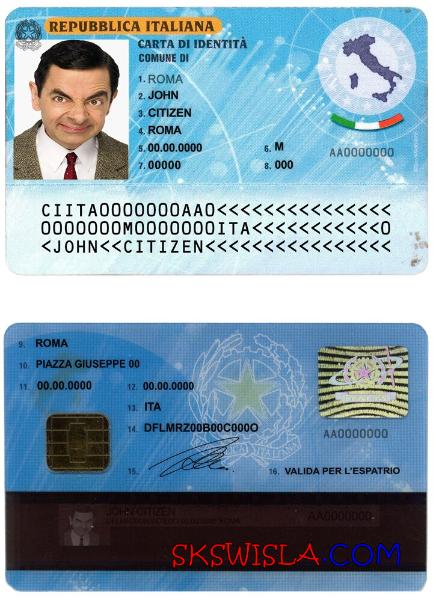 REPUBBLICA ITALIANA
CARTA DI IDENTITÀ
COMUNE DI
1. ROMA
2. JOHN
3. CITIZEN
4. ROMA
5. 00.00.0000 6. M
7. 00000 8. 000
AA0000000
CIITA0000000AA0<<<<<<<<<<<<<<<
0000000M0000000ITA<<<<<<<<<<<0
<JOHN<<CITIZEN<<<<<<<<<<<<<<<<
9. ROMA
10. PIAZZA GIUSEPPE 00
11. 00.00.0000 12. 00.00.0000
13. ITA
14. DFLMRZ00B00C000O
AA0000000
15. 16. VALIDA PER L'ESPATRIO
JOHN CITIZEN
AA0000000
SKSWISLA.COM